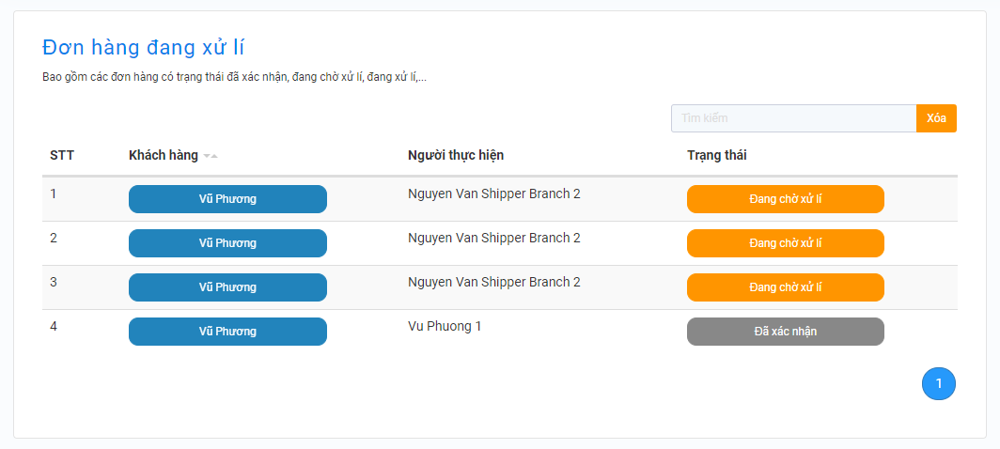 Đơn hàng đang xử lí
Bao gồm các đơn hàng có trạng thái đã xác nhận, đang chờ xử lí, đang xử lí,...
Tìm kiếm Xóa
STT Khách hàng Người thực hiện Trạng thái
1 Vũ Phương Nguyen Van Shipper Branch 2 Đang chờ xử lí
2 Vũ Phương Nguyen Van Shipper Branch 2 Đang chờ xử lí
3 Vũ Phương Nguyen Van Shipper Branch 2 Đang chờ xử lí
4 Vũ Phương Vu Phuong 1 Đã xác nhận
1